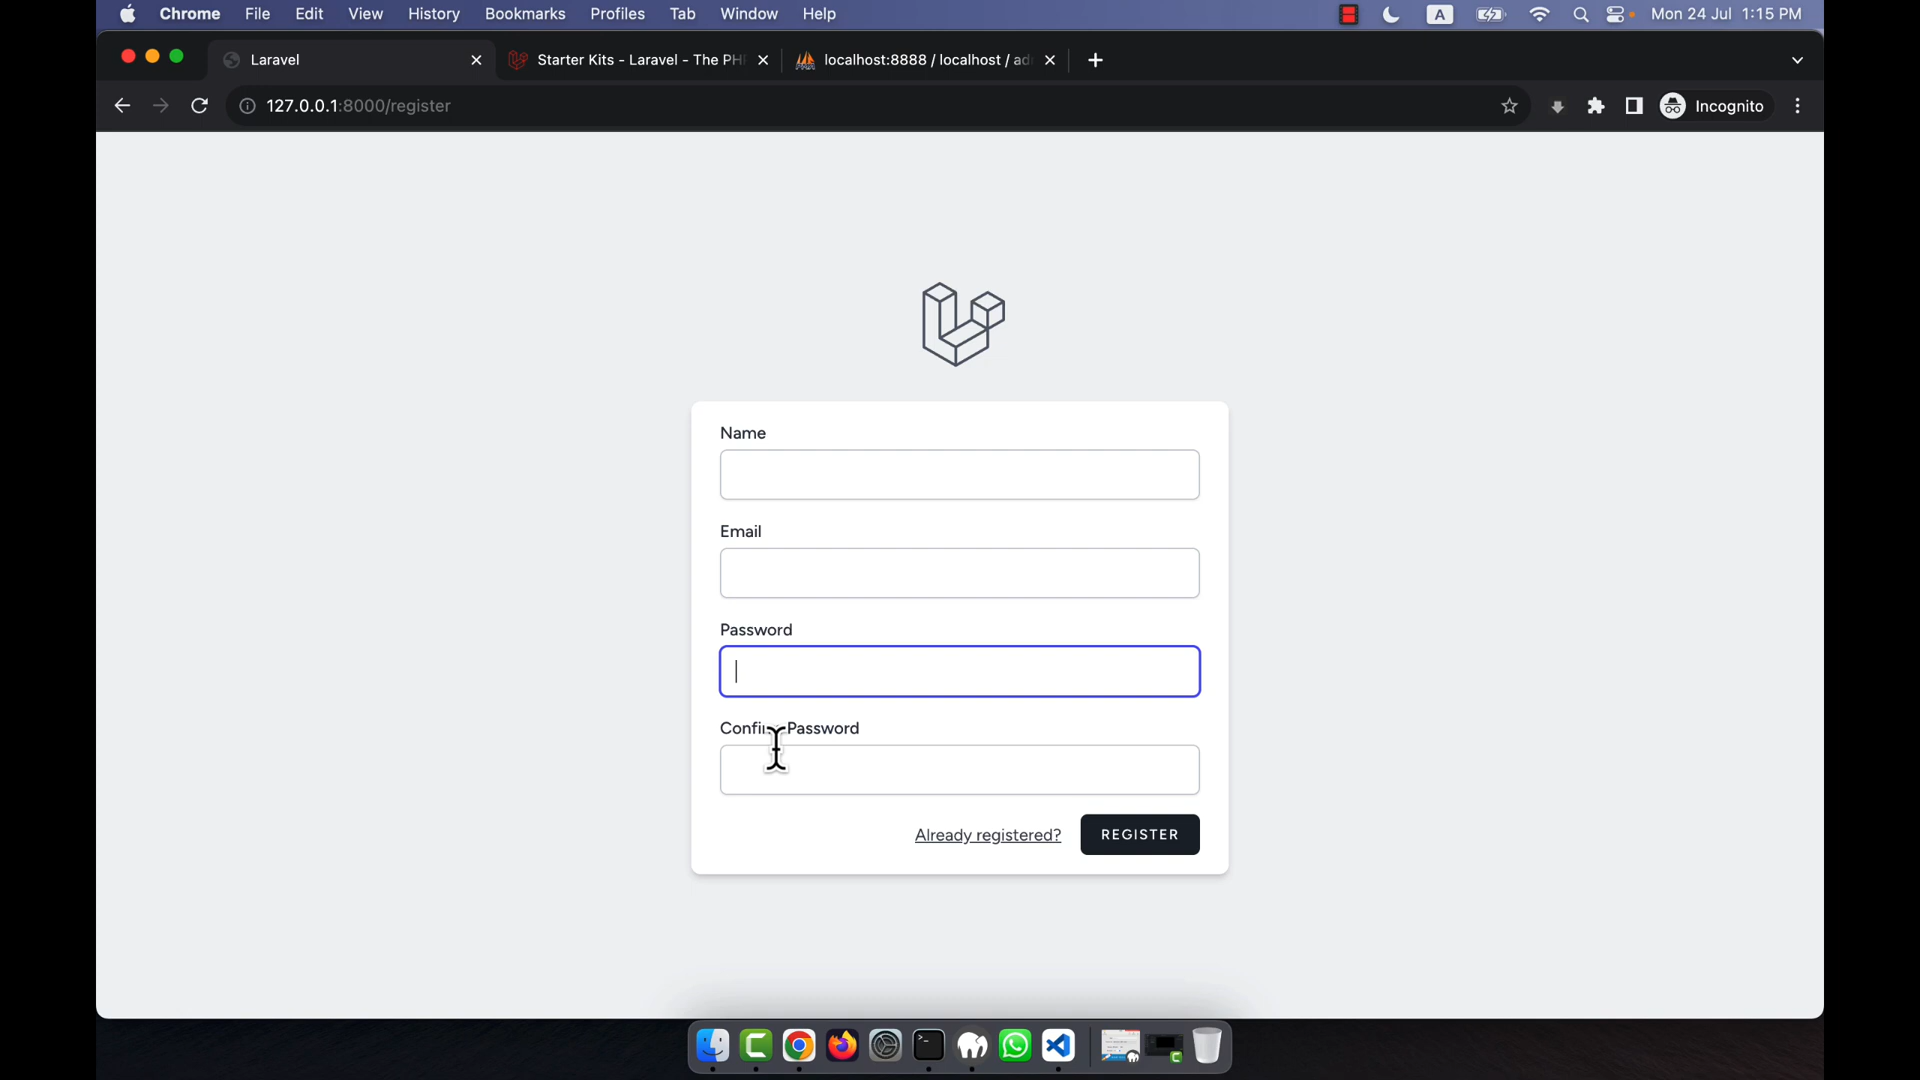 Chrome File Edit View History Bookmarks Profiles Tab Window Help A Mon 24 Jul 1:15 PM
Laravel Starter Kits - Laravel - The PH localhost:8888 / localhost / ad
127.0.0.1:8000/register Incognito
Name
Email
Password
Confirm Password
Already registered? REGISTER